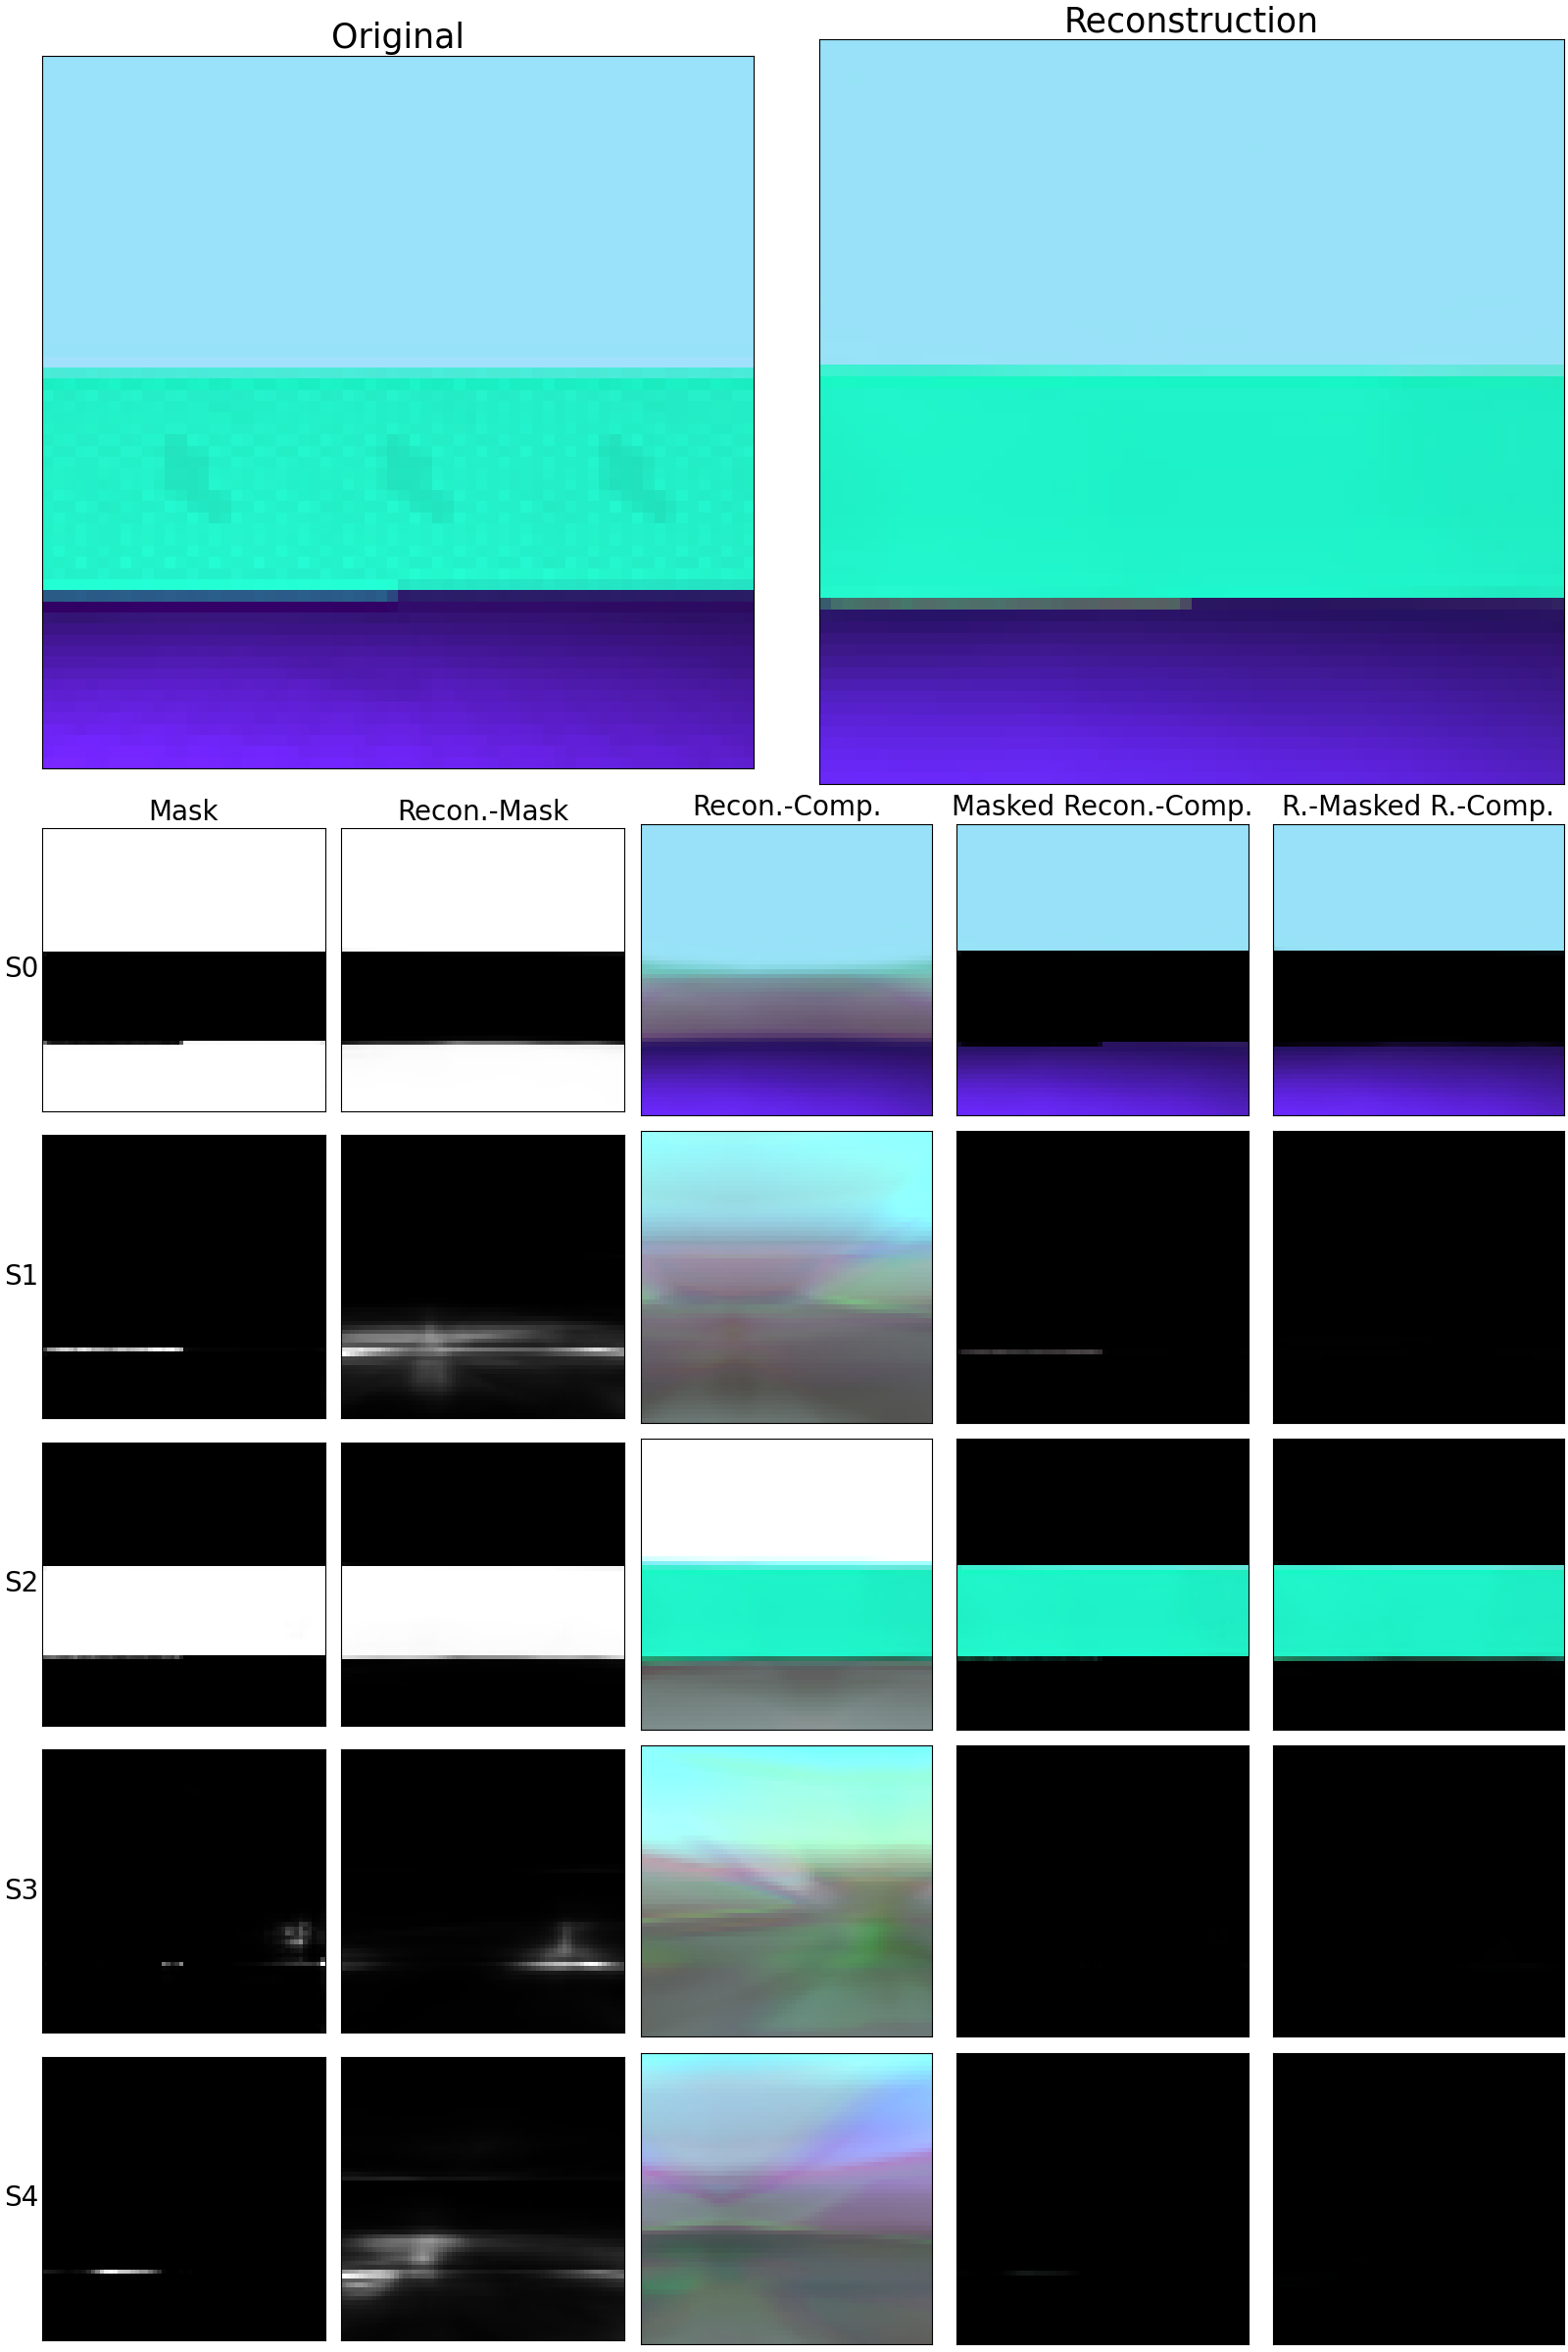 Original
Reconstruction
Mask
Recon.-Mask
Recon.-Comp.
Masked Recon.-Comp.
R.-Masked R.-Comp.
S0
S1
S2
S3
S4